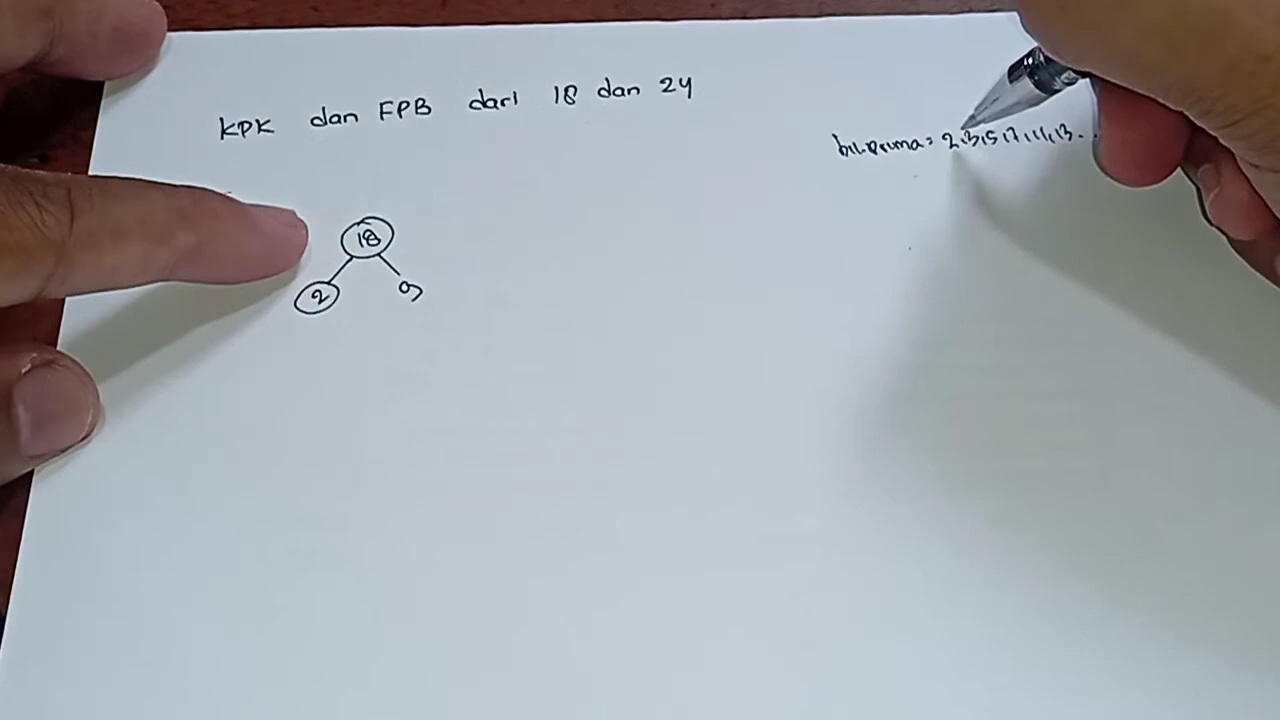 KPK dan FPB dari 18 dan 24
bil.prima = 2,3,5,7,11,13...
18
2 9